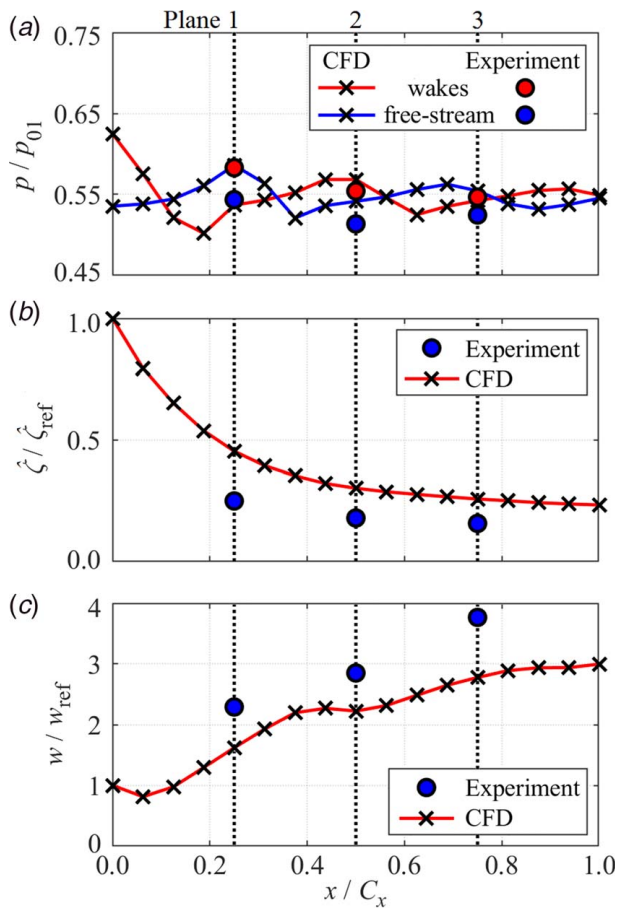 (a)
Plane 1 2 3
0.75
0.65
0.55
0.45
p / p01
CFD Experiment
wakes
free-stream
(b)
1.0
0.5
0.0
ζ̂ / ζ̂ref
Experiment
CFD
(c)
4
3
2
1
0
w / wref
Experiment
CFD
0.0 0.2 0.4 0.6 0.8 1.0
x / Cx